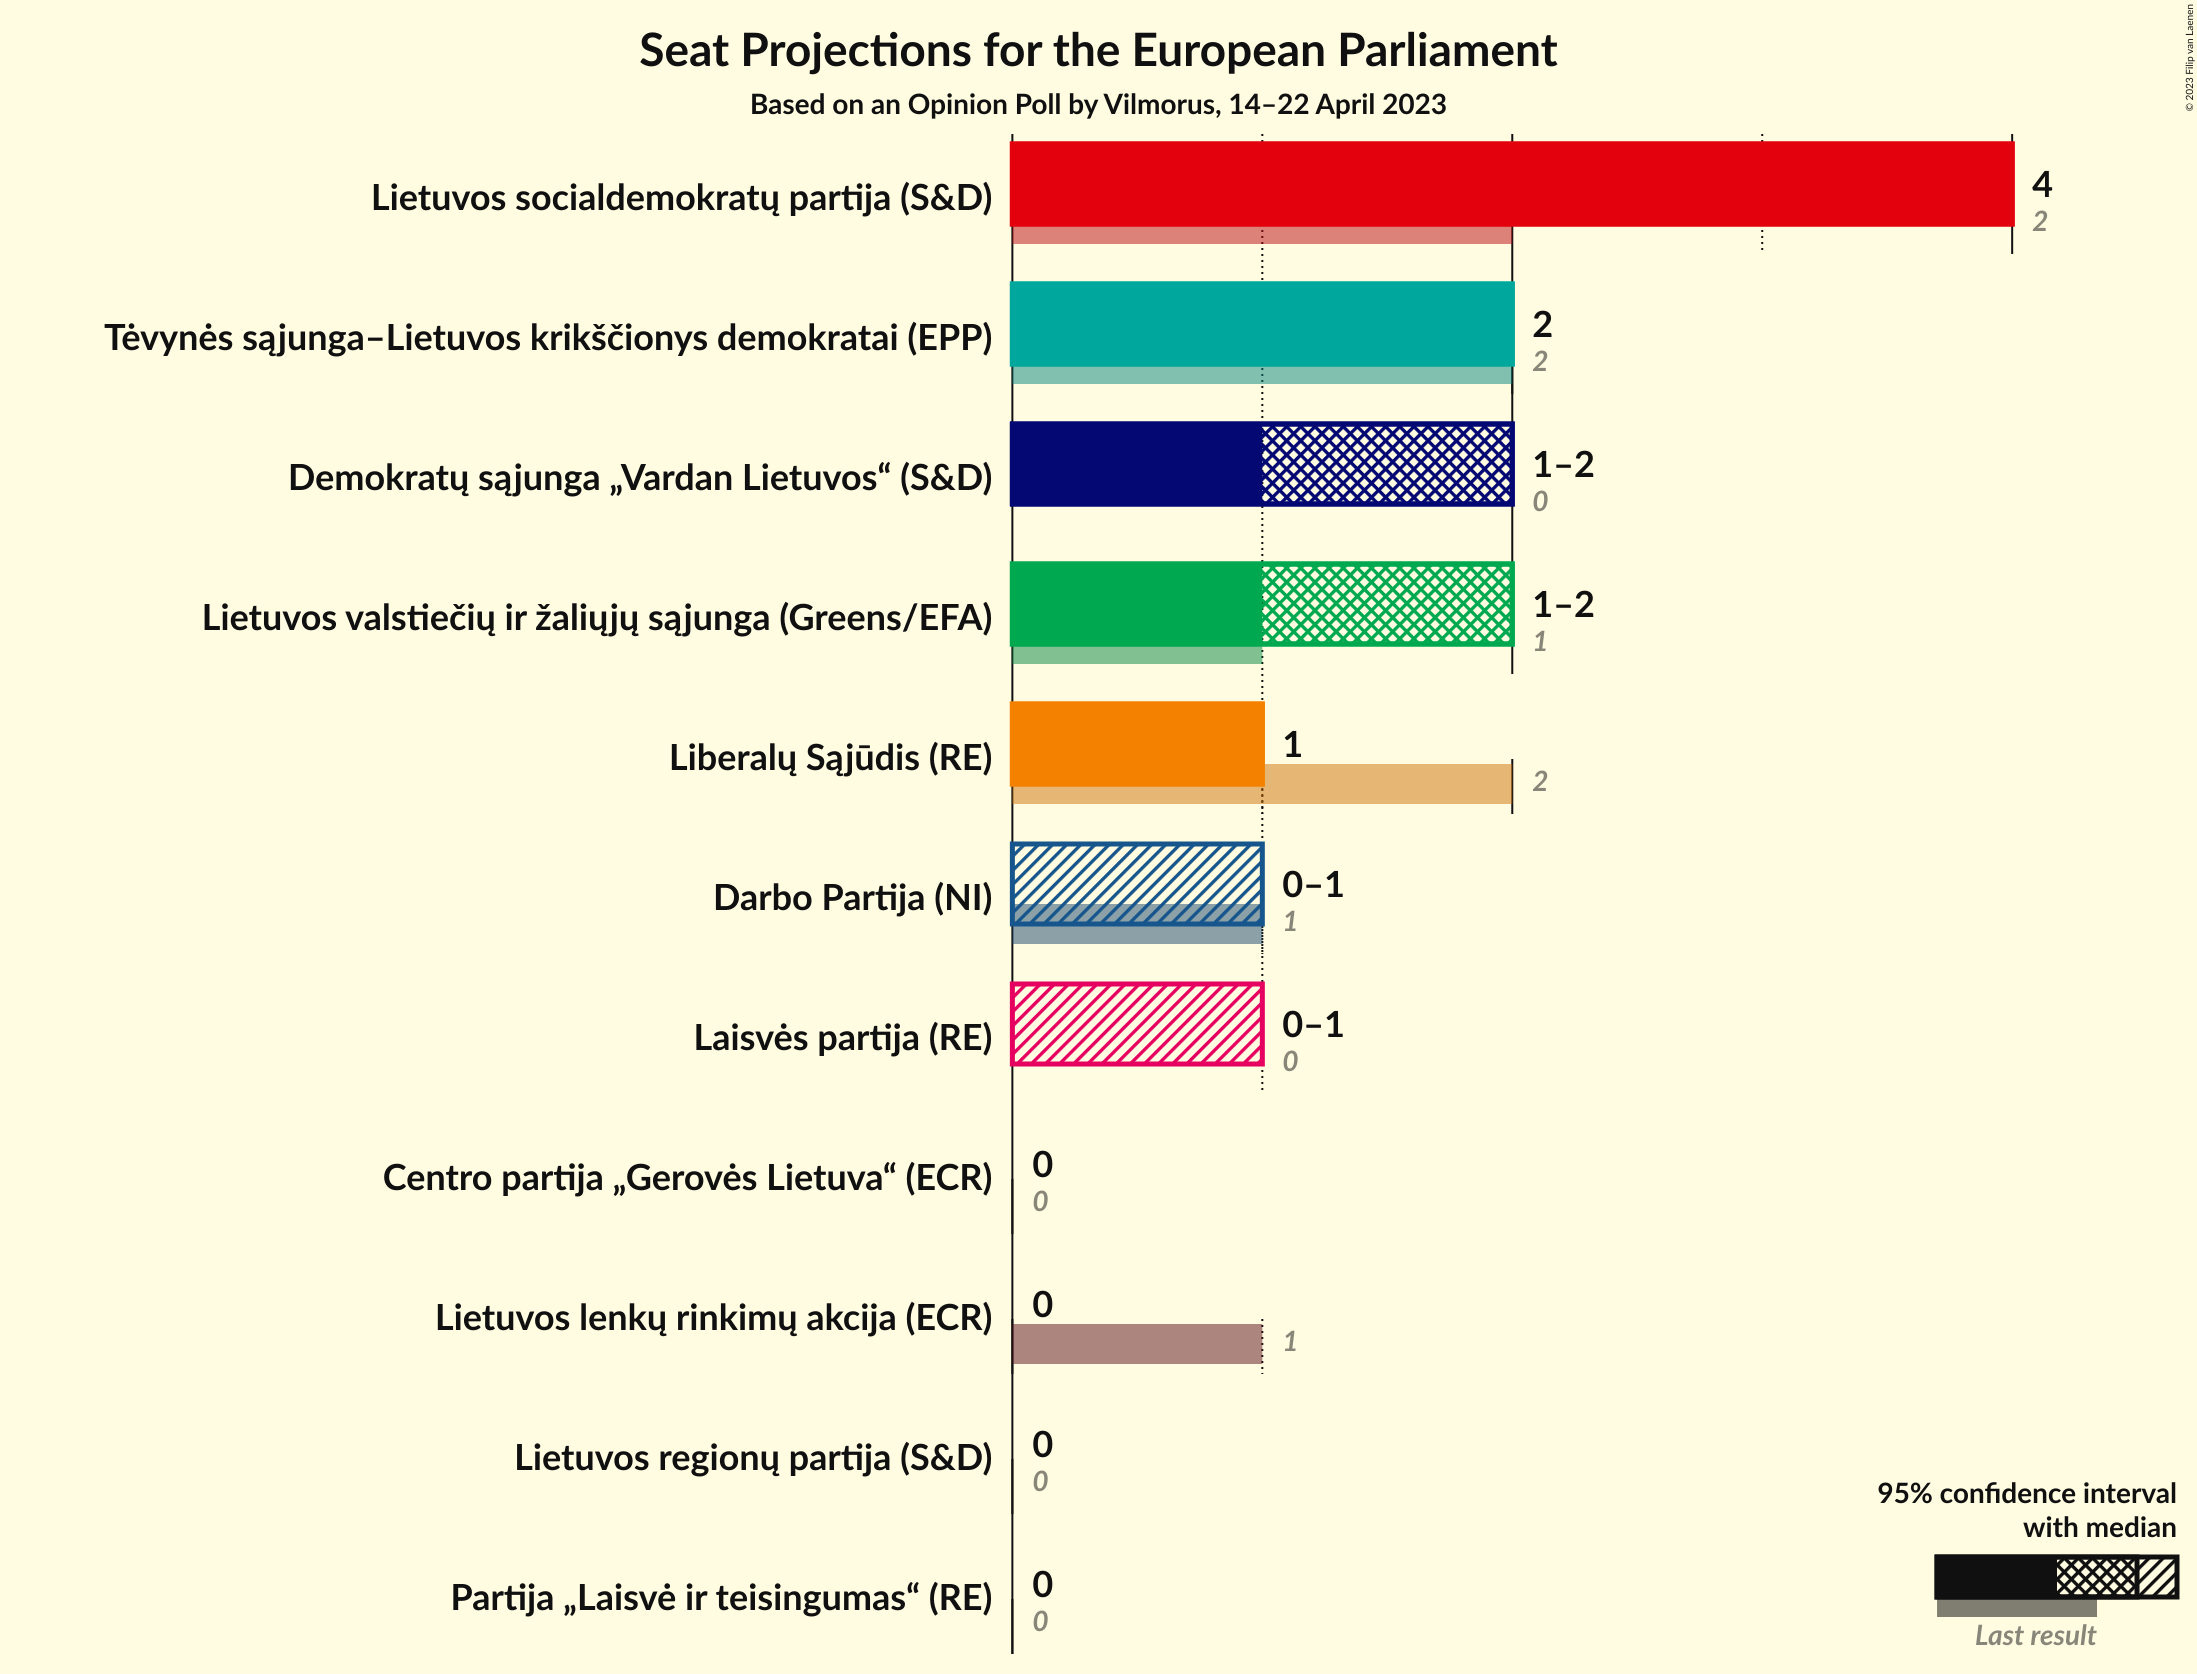 Seat Projections for the European Parliament
Based on an Opinion Poll by Vilmorus, 14–22 April 2023
© 2023 Filip van Laenen
Lietuvos socialdemokratų partija (S&D)
4
2
Tėvynės sąjunga–Lietuvos krikščionys demokratai (EPP)
2
2
Demokratų sąjunga „Vardan Lietuvos“ (S&D)
1–2
0
Lietuvos valstiečių ir žaliųjų sąjunga (Greens/EFA)
1–2
1
Liberalų Sąjūdis (RE)
1
2
Darbo Partija (NI)
0–1
1
Laisvės partija (RE)
0–1
0
Centro partija „Gerovės Lietuva“ (ECR)
0
0
Lietuvos lenkų rinkimų akcija (ECR)
0
1
Lietuvos regionų partija (S&D)
0
0
Partija „Laisvė ir teisingumas“ (RE)
0
0
95% confidence interval
with median
Last result